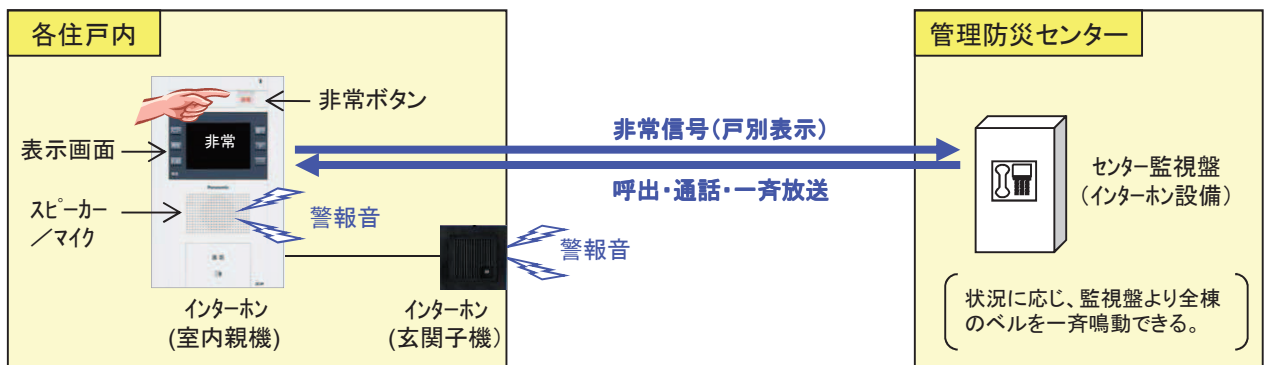 各住戸内
非常ボタン
表示画面
非常
スピーカー
／マイク
警報音
警報音
インターホン
(室内親機)
インターホン
(玄関子機)
非常信号(戸別表示)
呼出・通話・一斉放送
管理防災センター
センター監視盤
(インターホン設備)
状況に応じ、監視盤より全棟
のベルを一斉鳴動できる。
Panasonic